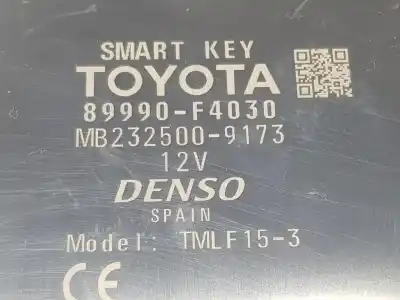 SMART KEY
TOYOTA
89990-F4030
MB232500-9173
12V
DENSO
SPAIN
Model: TMLF15-3
CE